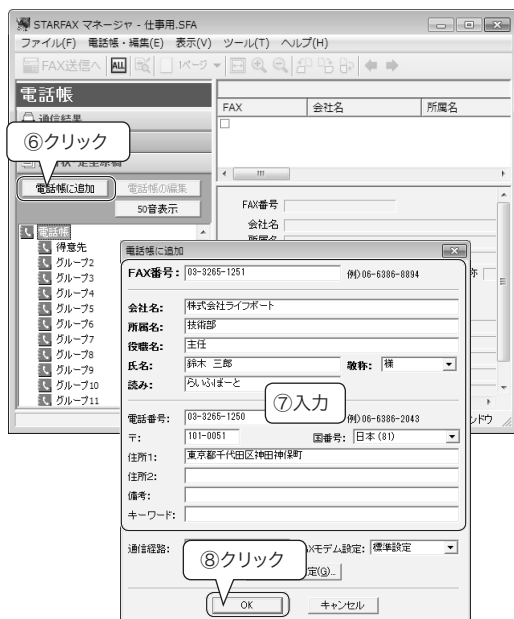 STARFAX マネージャ - 仕事用.SFA
ファイル(F) 電話帳・編集(E) 表示(V) ツール(T) ヘルプ(H)
FAX送信へ ALL 1ページ
電話帳
FAX 会社名 所属名
通信結果
⑥クリック
電話帳に追加 電話帳の編集
50音表示
FAX番号
会社名
所属名
電話帳
得意先
グループ2
グループ3
グループ4
グループ5
グループ6
グループ7
グループ8
グループ9
グループ10
グループ11
電話帳に追加
FAX番号: 03-3265-1251 例)06-6386-8894
会社名: 株式会社ライフボート
所属名: 技術部
役職名: 主任
氏名: 鈴木 三郎 敬称: 様
読み: らいふぼーと
⑦入力
電話番号: 03-3265-1250 例)06-6386-2043
〒: 101-0051 国番号: 日本 (81)
住所1: 東京都千代田区神田神保町
住所2:
備考:
キーワード:
通信経路: Xモデム設定: 標準設定
⑧クリック
定(G)...
OK キャンセル